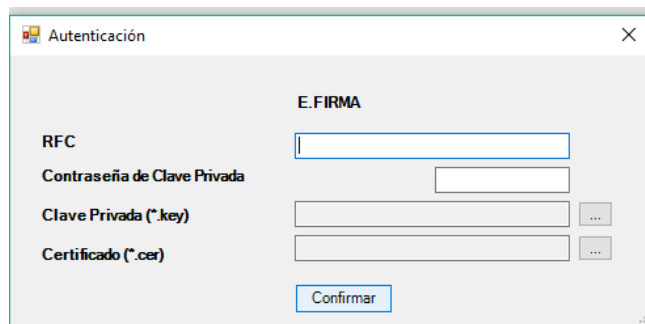 Autenticación
E.FIRMA
RFC
Contraseña de Clave Privada
Clave Privada (*.key)
...
Certificado (*.cer)
...
Confirmar